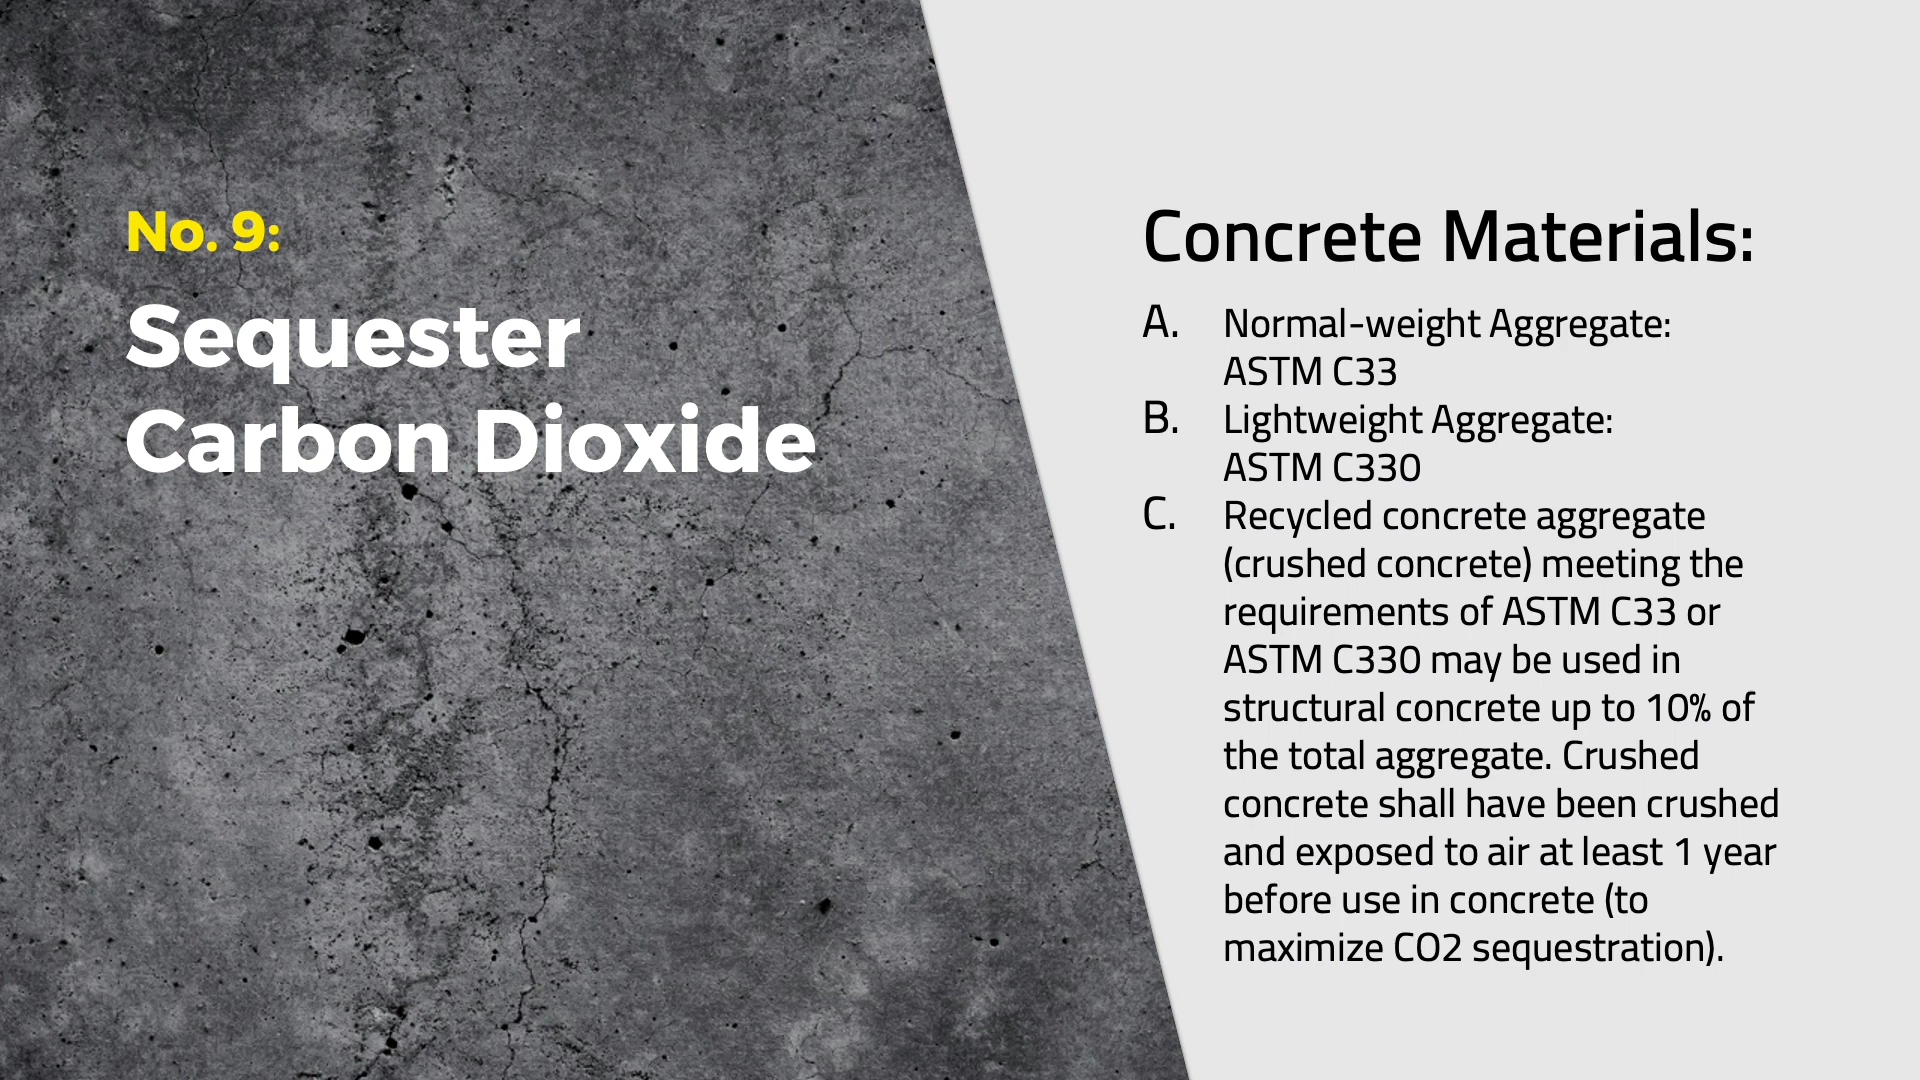 No. 9:
Sequester
Carbon Dioxide
Concrete Materials:
A. Normal-weight Aggregate:
ASTM C33
B. Lightweight Aggregate:
ASTM C330
C. Recycled concrete aggregate
(crushed concrete) meeting the
requirements of ASTM C33 or
ASTM C330 may be used in
structural concrete up to 10% of
the total aggregate. Crushed
concrete shall have been crushed
and exposed to air at least 1 year
before use in concrete (to
maximize CO2 sequestration).